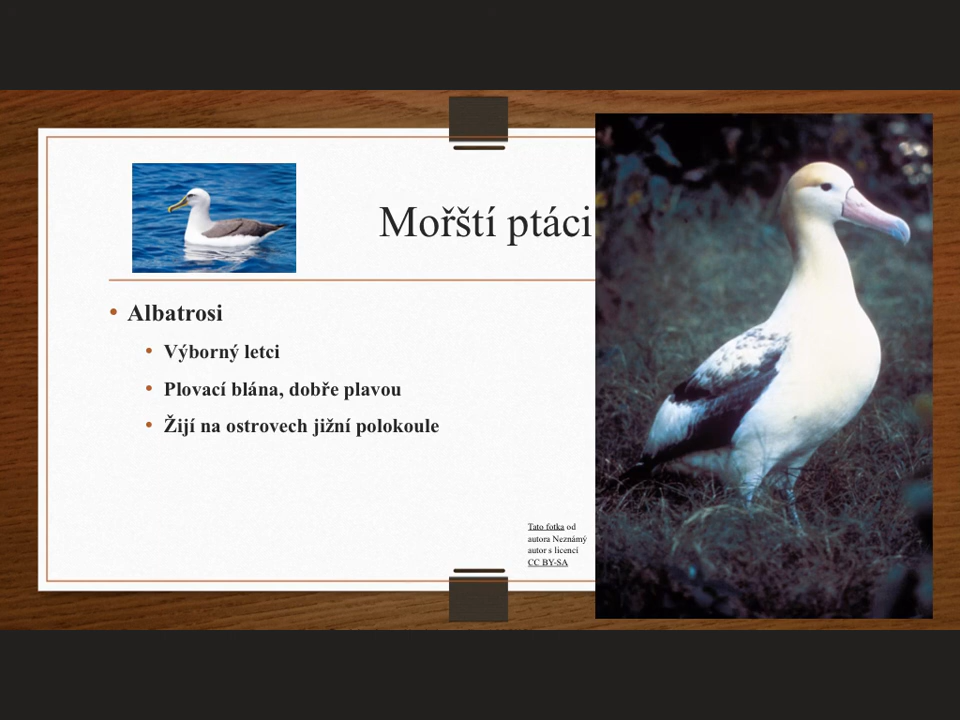 Mořští ptáci
• Albatrosi
• Výborný letci
• Plovací blána, dobře plavou
• Žijí na ostrovech jižní polokoule
Tato fotka od
autora Neznámý
autor s licencí
CC BY-SA